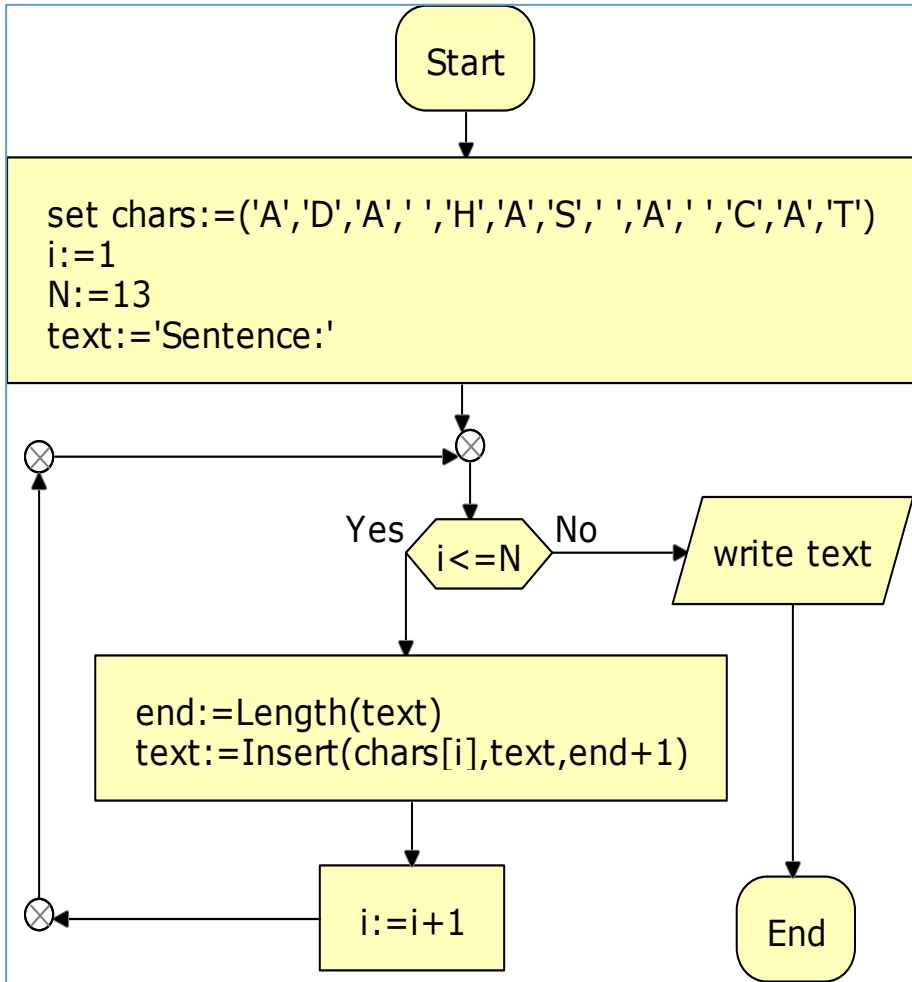 Start
set chars:=('A','D','A',' ','H','A','S',' ','A',' ','C','A','T')
i:=1
N:=13
text:='Sentence:'
Yes
i<=N
No
write text
end:=Length(text)
text:=Insert(chars[i],text,end+1)
i:=i+1
End